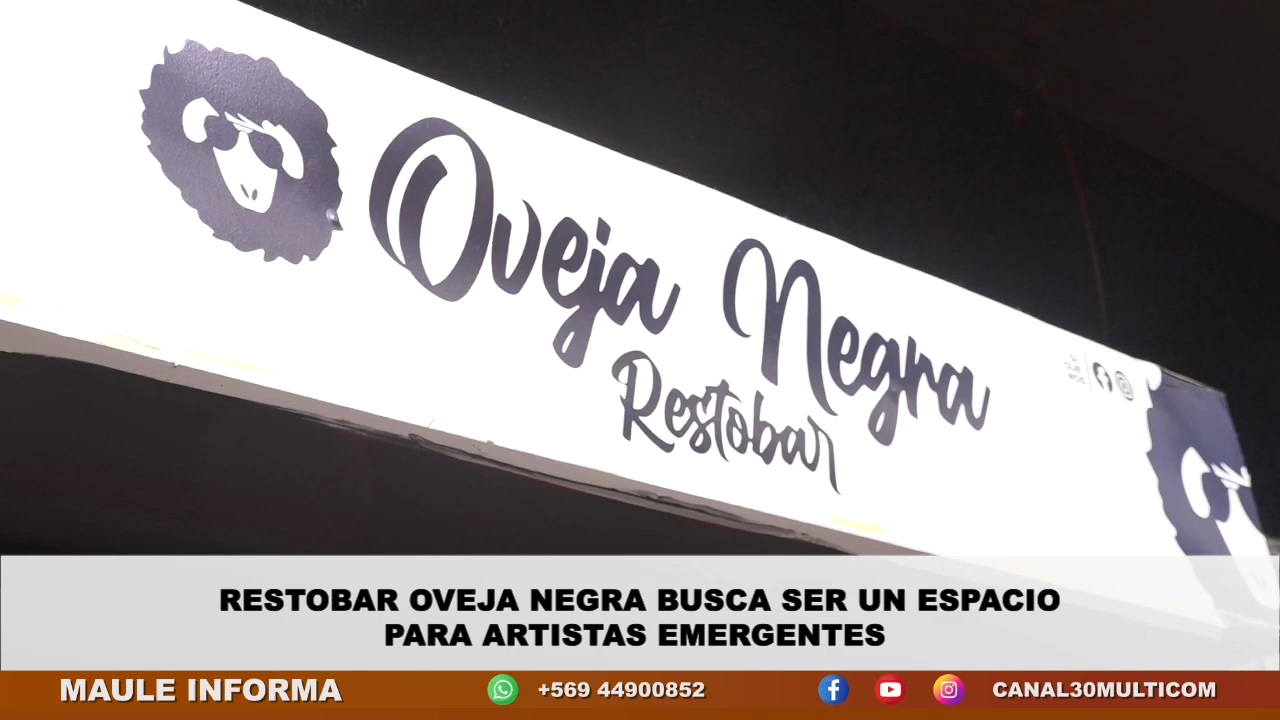 Oveja Negra
Restobar
RESTOBAR OVEJA NEGRA BUSCA SER UN ESPACIO
PARA ARTISTAS EMERGENTES
MAULE INFORMA
+569 44900852
CANAL30MULTICOM